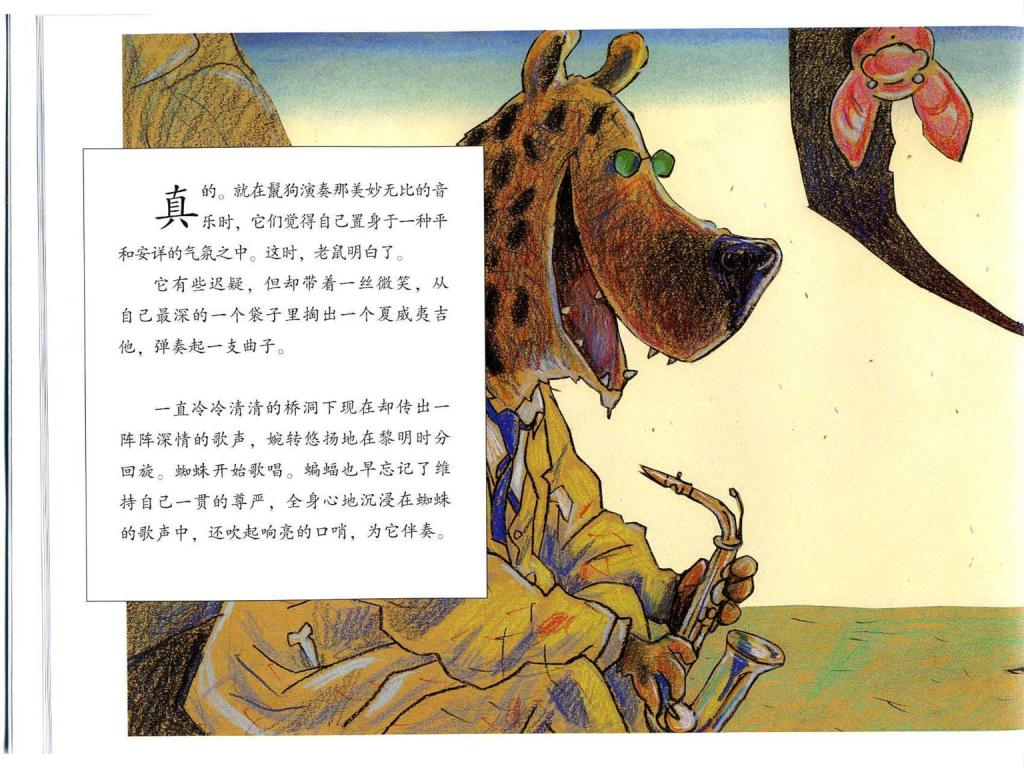 真的。就在鬣狗演奏那美妙无比的音
乐时，它们觉得自己置身于一种平
和安详的气氛之中。这时，老鼠明白了。
它有些迟疑，但却带着一丝微笑，从
自己最深的一个袋子里掏出一个夏威夷吉
他，弹奏起一支曲子。
一直冷冷清清的桥洞下现在却传出一
阵阵深情的歌声，婉转悠扬地在黎明时分
回旋。蜘蛛开始歌唱。蝙蝠也早忘记了维
持自己一贯的尊严，全身心地沉浸在蜘蛛
的歌声中，还吹起响亮的口哨，为它伴奏。